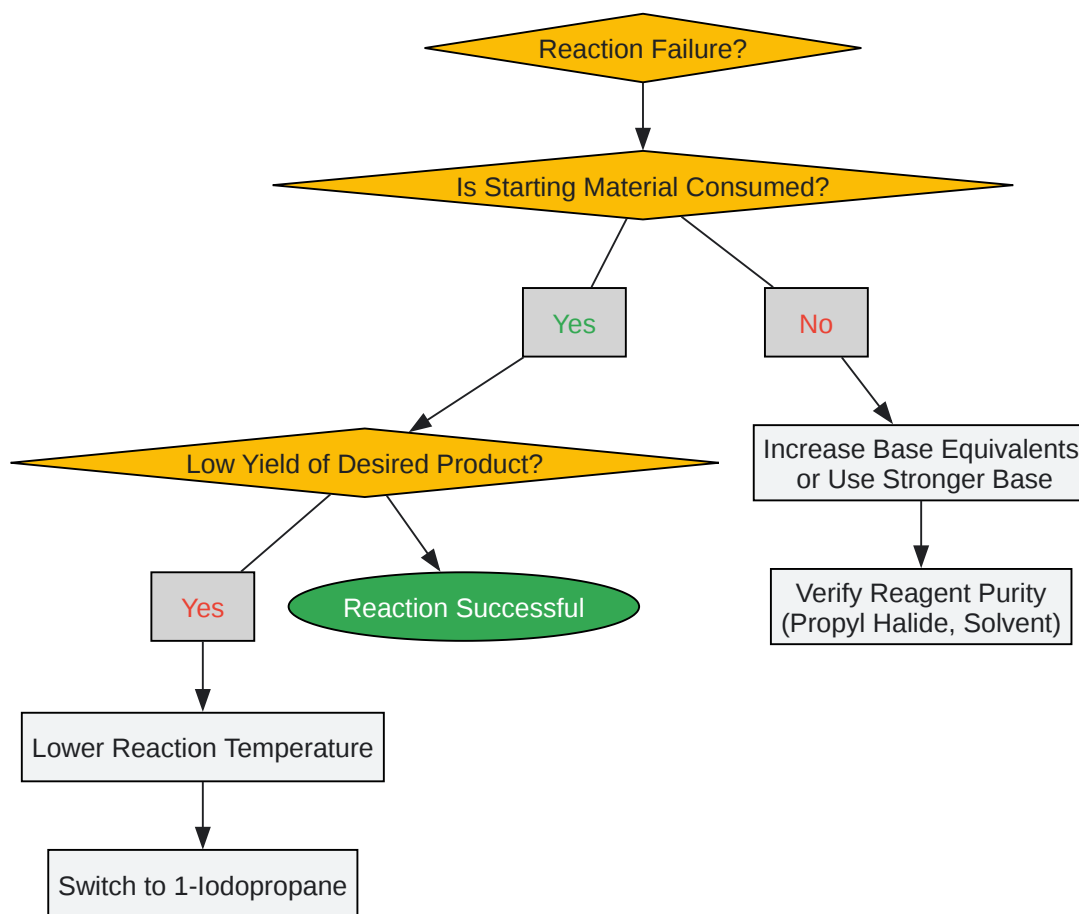 Reaction Failure?
Is Starting Material Consumed?
Yes
No
Increase Base Equivalents
or Use Stronger Base
Low Yield of Desired Product?
Verify Reagent Purity
(Propyl Halide, Solvent)
Yes
Reaction Successful
Lower Reaction Temperature
Switch to 1-Iodopropane